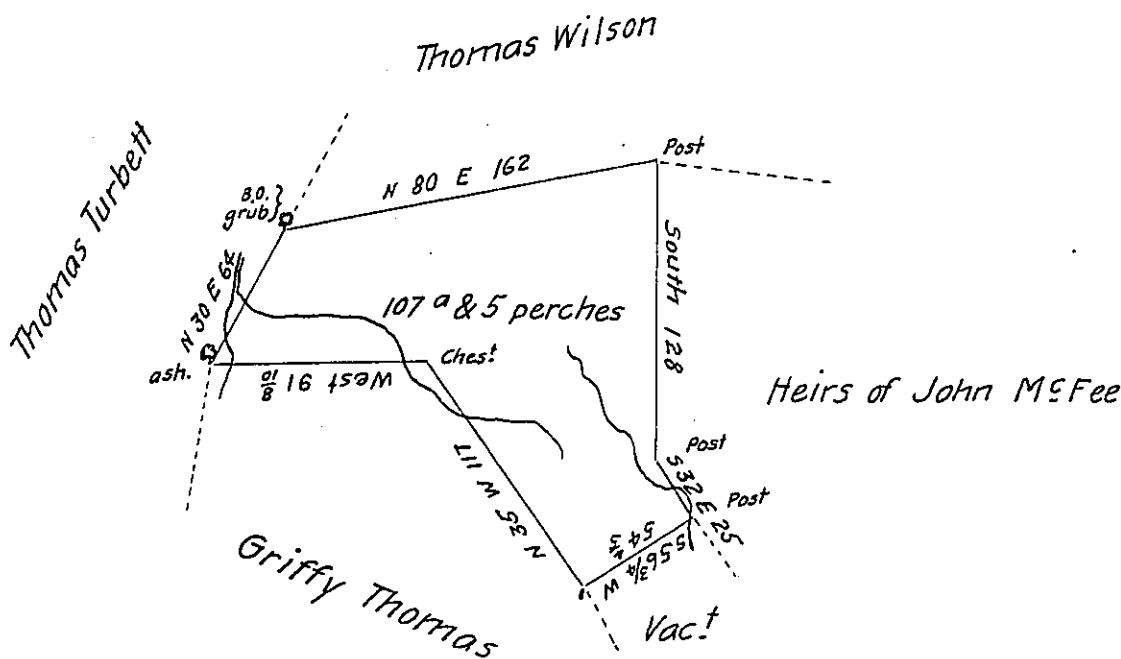 Thomas Wilson
Thomas Turbett
B.O.
grub}
N 80 E 162
Post
N 30 E 64
South 128
107 a & 5 perches
ash.
West 91 8/10
Ches.t
Heirs of John McFee
N 35 W 117
Post
S 32 E 25
Post
S 56 3/4 W
54
Griffy Thomas
Vac.t